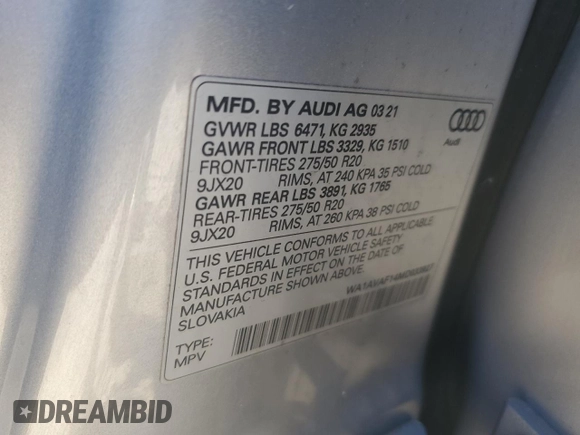 MFD. BY AUDI AG 03 21
GVWR LBS 6471, KG 2935
GAWR FRONT LBS 3329, KG 1510
FRONT-TIRES 275/50 R20
9JX20 RIMS, AT 240 KPA 35 PSI COLD
GAWR REAR LBS 3891, KG 1765
REAR-TIRES 275/50 R20
9JX20 RIMS, AT 260 KPA 38 PSI COLD
THIS VEHICLE CONFORMS TO ALL APPLICABLE
U.S. FEDERAL MOTOR VEHICLE SAFETY
STANDARDS IN EFFECT ON THE DATE OF
MANUFACTURE SHOWN ABOVE.
SLOVAKIA
TYPE:
MPV
Audi
DREAMBID